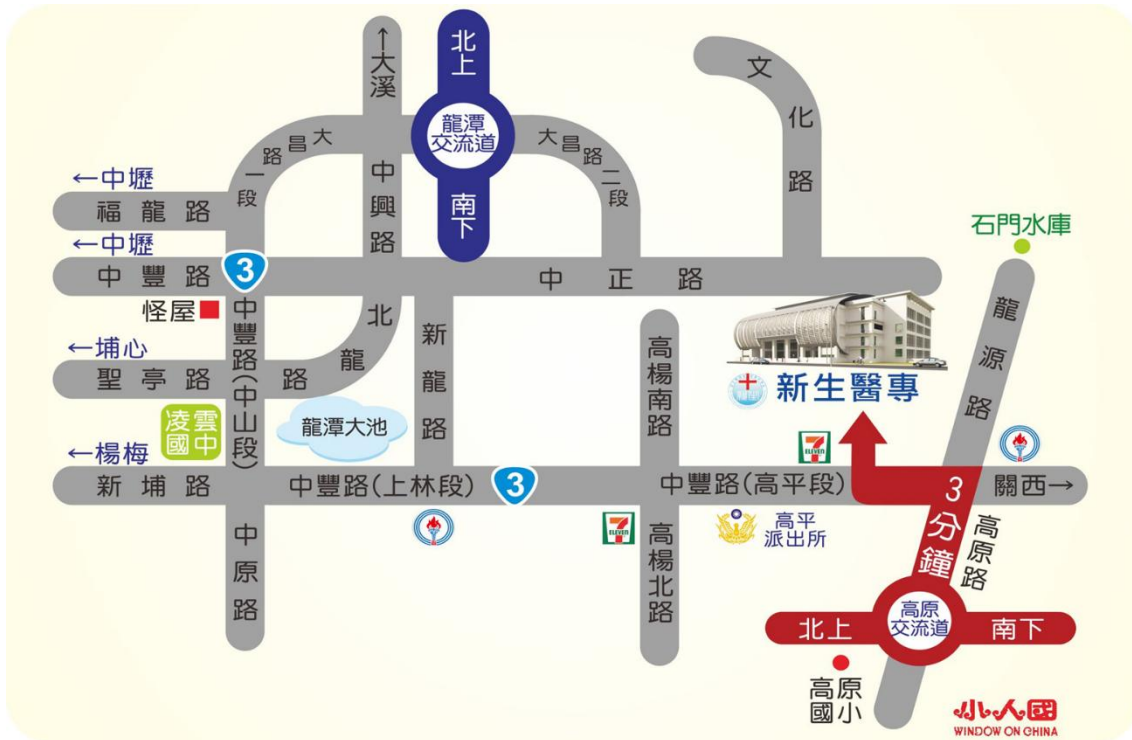 ←大溪
北上
龍潭
交流道
南下
文化路
大昌路一段
中興路
大昌路二段
←中壢
福龍路
石門水庫
←中壢
中豐路
3
中正路
怪屋
中豐路(中山段)
北龍路
新龍路
高楊南路
龍源路
←埔心
聖亭路
新生醫專
凌雲
國中
龍潭大池
7
ELEVEN
←楊梅
新埔路
中豐路(上林段)
3
中豐路(高平段)
3分鐘
關西→
中原路
7
ELEVEN
高楊北路
高平
派出所
高原路
北上
高原
交流道
南下
高原
國小
小人國
WINDOW ON CHINA